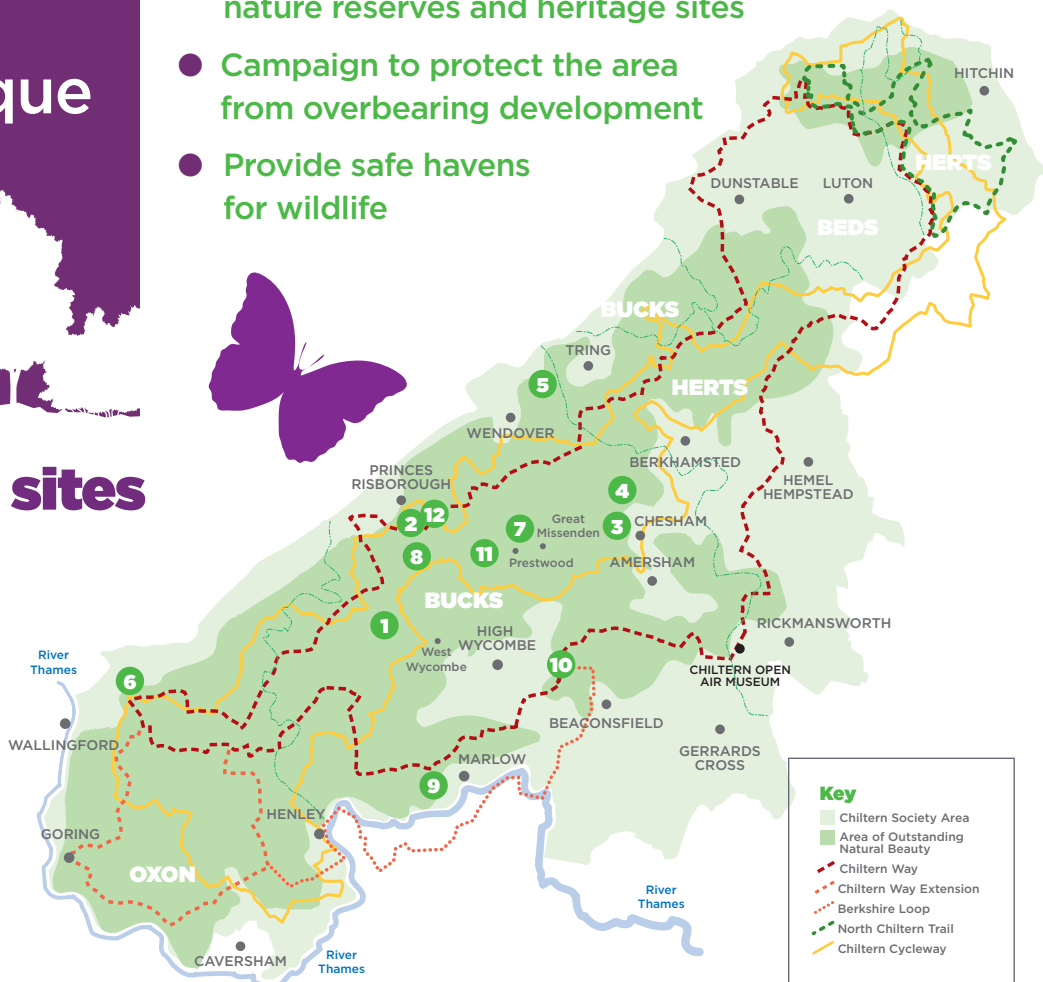 nature reserves and heritage sites
que
● Campaign to protect the area
from overbearing development
● Provide safe havens
for wildlife
sites
HITCHIN
HERTS
DUNSTABLE
LUTON
BEDS
BUCKS
TRING
5
HERTS
WENDOVER
BERKHAMSTED
PRINCES
RISBOROUGH
HEMEL
HEMPSTEAD
4
12
2
7
Great
Missenden
3
CHESHAM
8
11
Prestwood
AMERSHAM
BUCKS
1
HIGH
WYCOMBE
West
Wycombe
RICKMANSWORTH
10
CHILTERN OPEN
AIR MUSEUM
River
Thames
6
WALLINGFORD
BEACONSFIELD
GERRARDS
CROSS
MARLOW
9
HENLEY
GORING
OXON
CAVERSHAM
River
Thames
River
Thames
Key
Chiltern Society Area
Area of Outstanding
Natural Beauty
Chiltern Way
Chiltern Way Extension
Berkshire Loop
North Chiltern Trail
Chiltern Cycleway